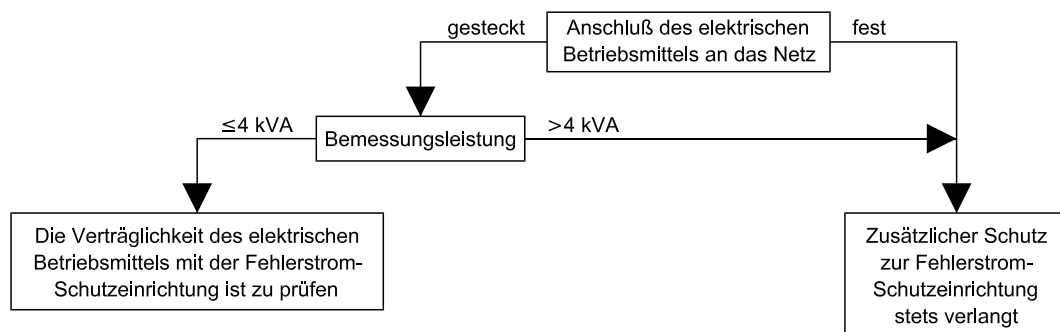 gesteckt
Anschluß des elektrischen
Betriebsmittels an das Netz
fest
≤4 kVA
Bemessungsleistung
>4 kVA
Die Verträglichkeit des elektrischen
Betriebsmittels mit der Fehlerstrom-
Schutzeinrichtung ist zu prüfen
Zusätzlicher Schutz
zur Fehlerstrom-
Schutzeinrichtung
stets verlangt